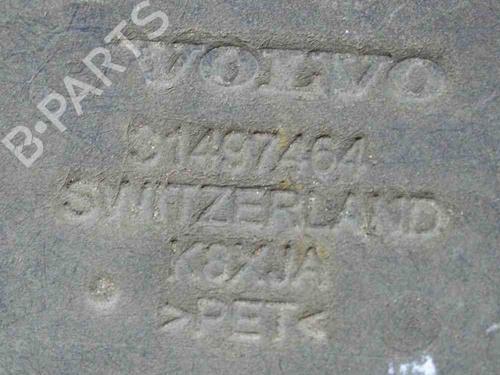 B-PARTS
VOLVO
31497464
SWITZERLAND
K8XJA
>PET<